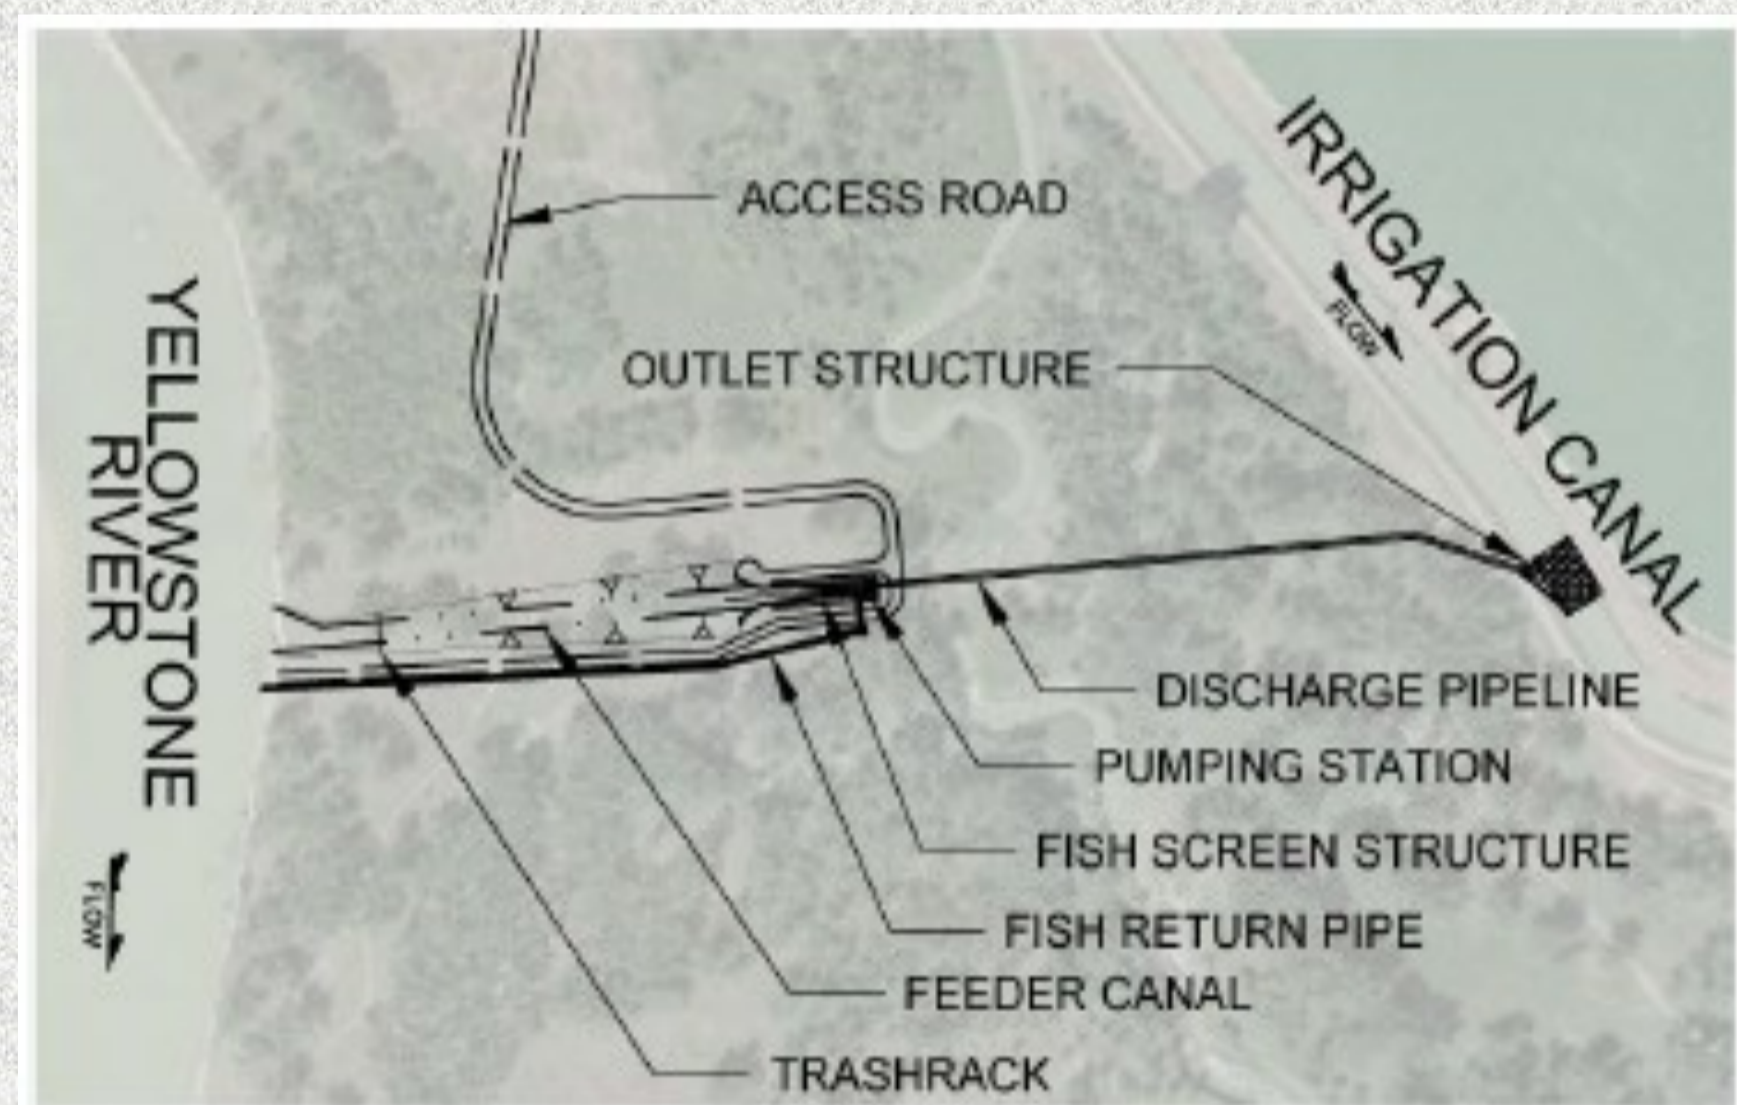 ACCESS ROAD
IRRIGATION CANAL
FLOW
OUTLET STRUCTURE
YELLOWSTONE
RIVER
FLOW
DISCHARGE PIPELINE
PUMPING STATION
FISH SCREEN STRUCTURE
FISH RETURN PIPE
FEEDER CANAL
TRASHRACK